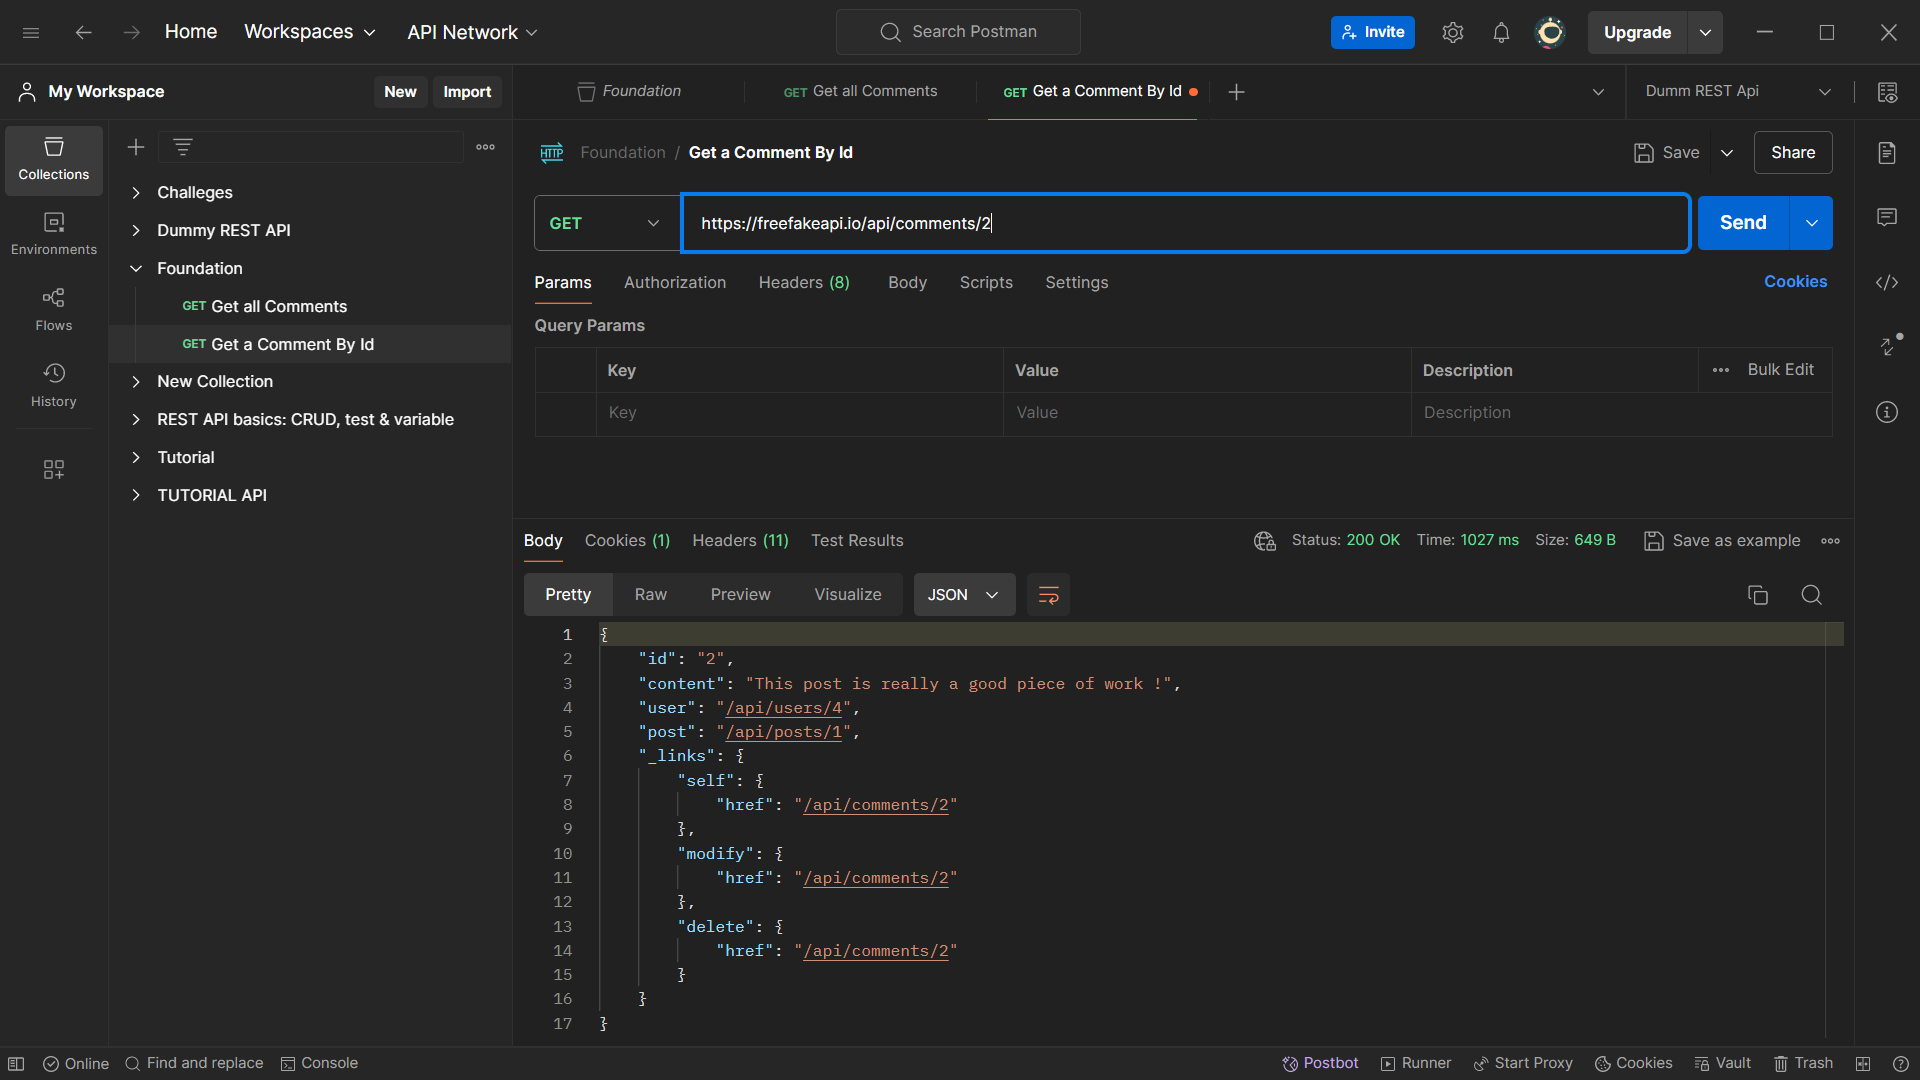 Home Workspaces API Network Search Postman Invite Upgrade
My Workspace New Import
Foundation GET Get all Comments GET Get a Comment By Id Dumm REST Api
Collections
Environments
Flows
History
Challeges
Dummy REST API
Foundation
GET Get all Comments
GET Get a Comment By Id
New Collection
REST API basics: CRUD, test & variable
Tutorial
TUTORIAL API
HTTP Foundation / Get a Comment By Id Save Share
GET https://freefakeapi.io/api/comments/2 Send
Params Authorization Headers (8) Body Scripts Settings Cookies
Query Params
Key Value Description Bulk Edit
Key Value Description
Body Cookies (1) Headers (11) Test Results Status: 200 OK Time: 1027 ms Size: 649 B Save as example
Pretty Raw Preview Visualize JSON
1 {
2 "id": "2",
3 "content": "This post is really a good piece of work !",
4 "user": "/api/users/4",
5 "post": "/api/posts/1",
6 "_links": {
7 "self": {
8 "href": "/api/comments/2"
9 },
10 "modify": {
11 "href": "/api/comments/2"
12 },
13 "delete": {
14 "href": "/api/comments/2"
15 }
16 }
17 }
Online Find and replace Console Postbot Runner Start Proxy Cookies Vault Trash